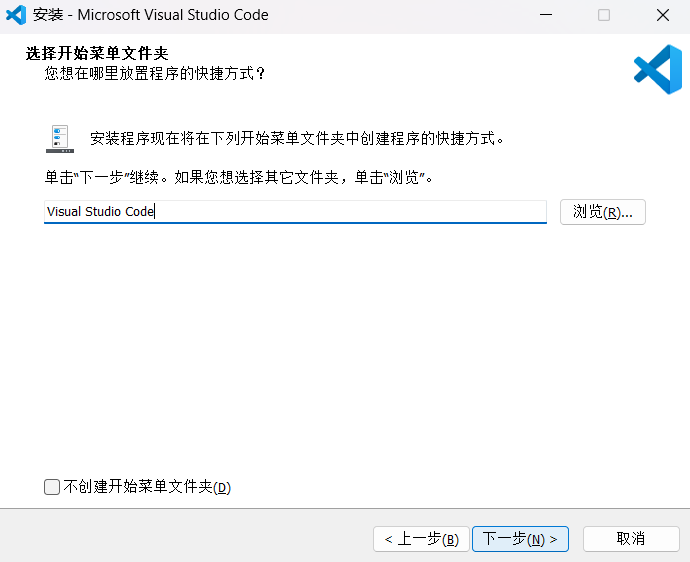 安装 - Microsoft Visual Studio Code
选择开始菜单文件夹
您想在哪里放置程序的快捷方式？
安装程序现在将在下列开始菜单文件夹中创建程序的快捷方式。
单击“下一步”继续。如果您想选择其它文件夹，单击“浏览”。
Visual Studio Code
浏览(R)...
不创建开始菜单文件夹(D)
< 上一步(B)
下一步(N) >
取消